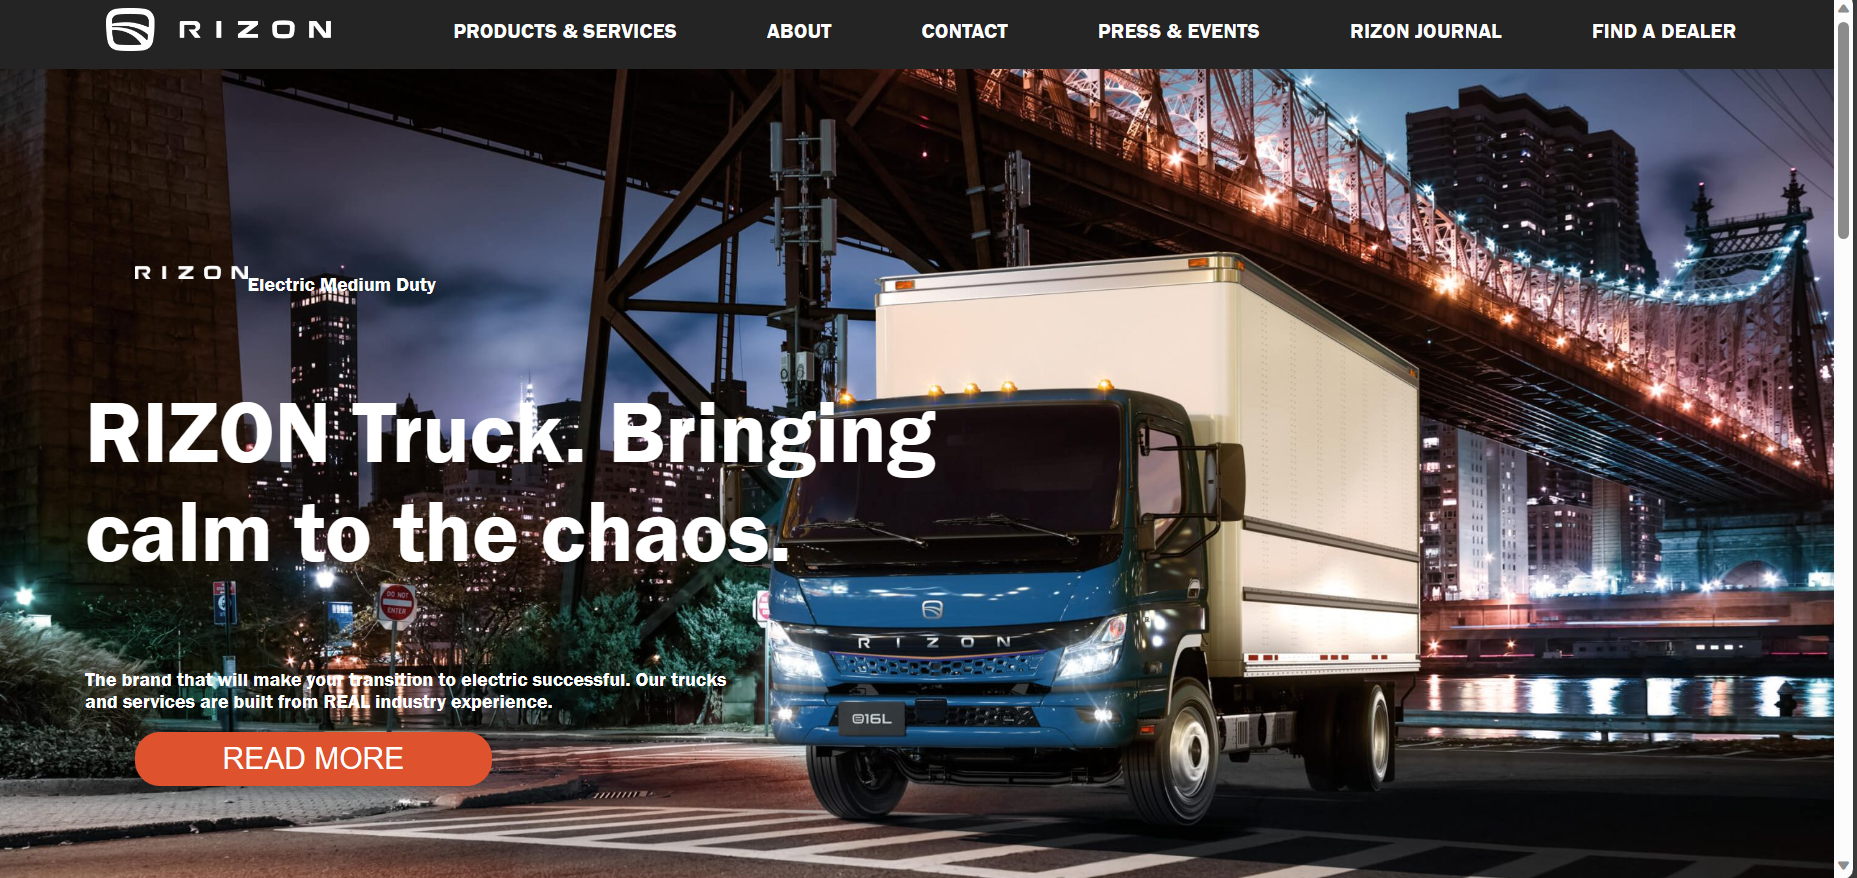 RIZON
PRODUCTS & SERVICES
ABOUT
CONTACT
PRESS & EVENTS
RIZON JOURNAL
FIND A DEALER
RIZON Electric Medium Duty
RIZON Truck. Bringing
calm to the chaos.
DO NOT
ENTER
RIZON
The brand that will make your transition to electric successful. Our trucks
and services are built from REAL industry experience.
e16L
READ MORE